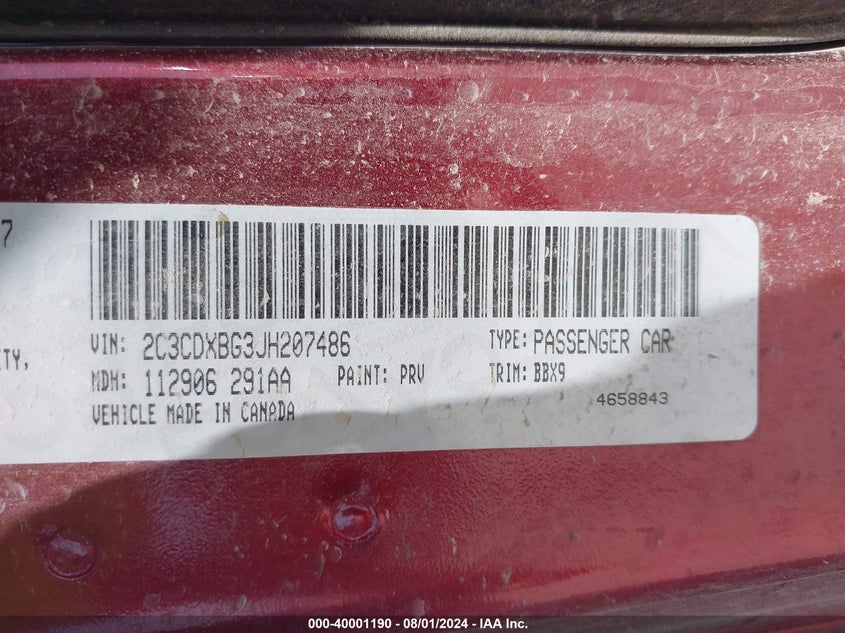 7
ITY,
VIN: 2C3CDXBG3JH207486 TYPE: PASSENGER CAR
MDH: 112906 291AA PAINT: PRV TRIM: BBX9
VEHICLE MADE IN CANADA 4658843
000-40001190 - 08/01/2024 - IAA Inc.